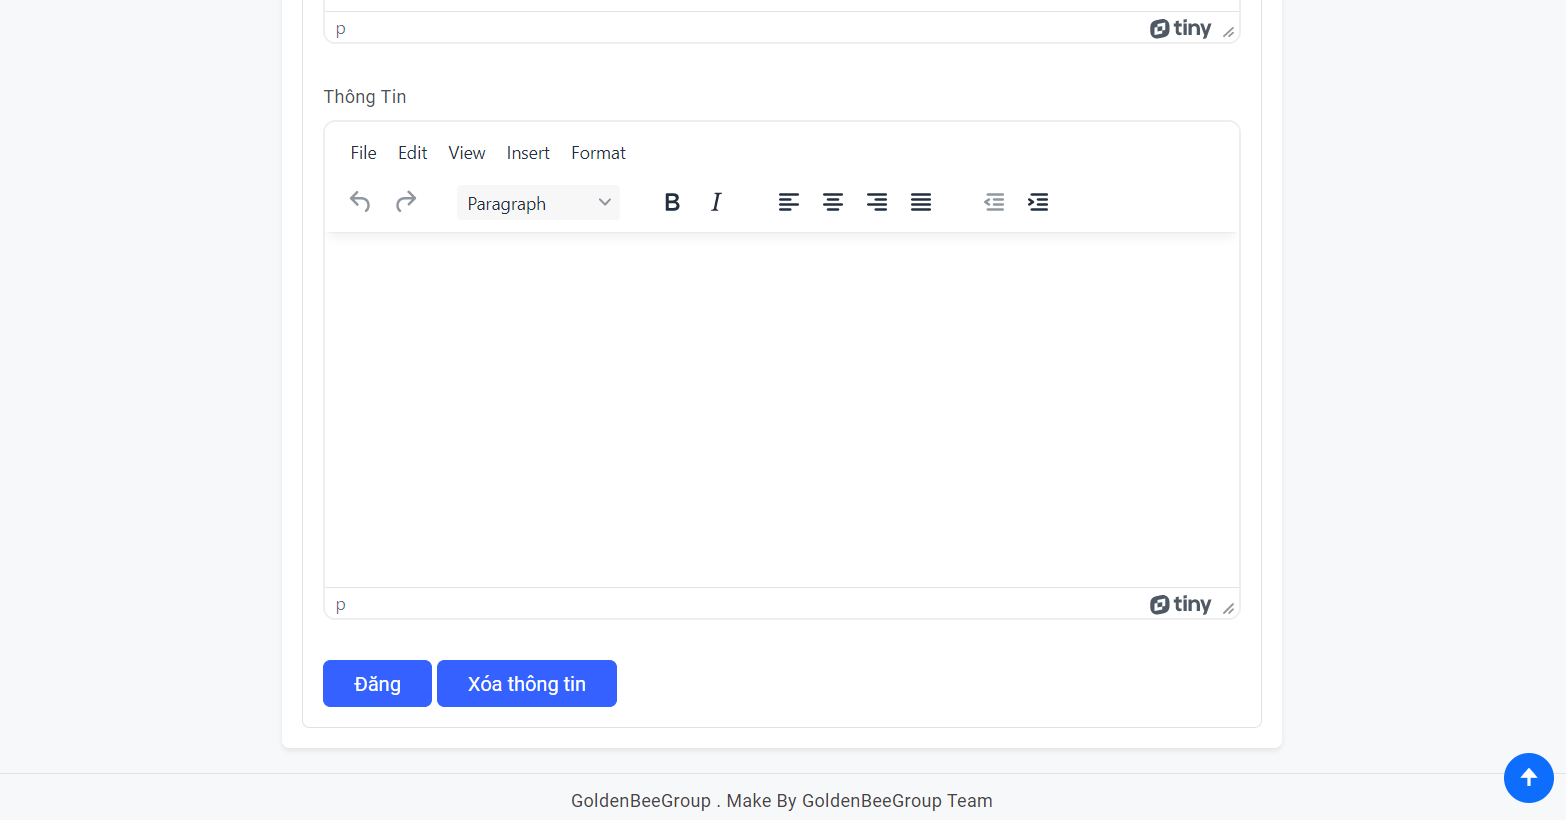 p tiny
Thông Tin
File Edit View Insert Format
Paragraph B I
p tiny
Đăng Xóa thông tin
GoldenBeeGroup . Make By GoldenBeeGroup Team